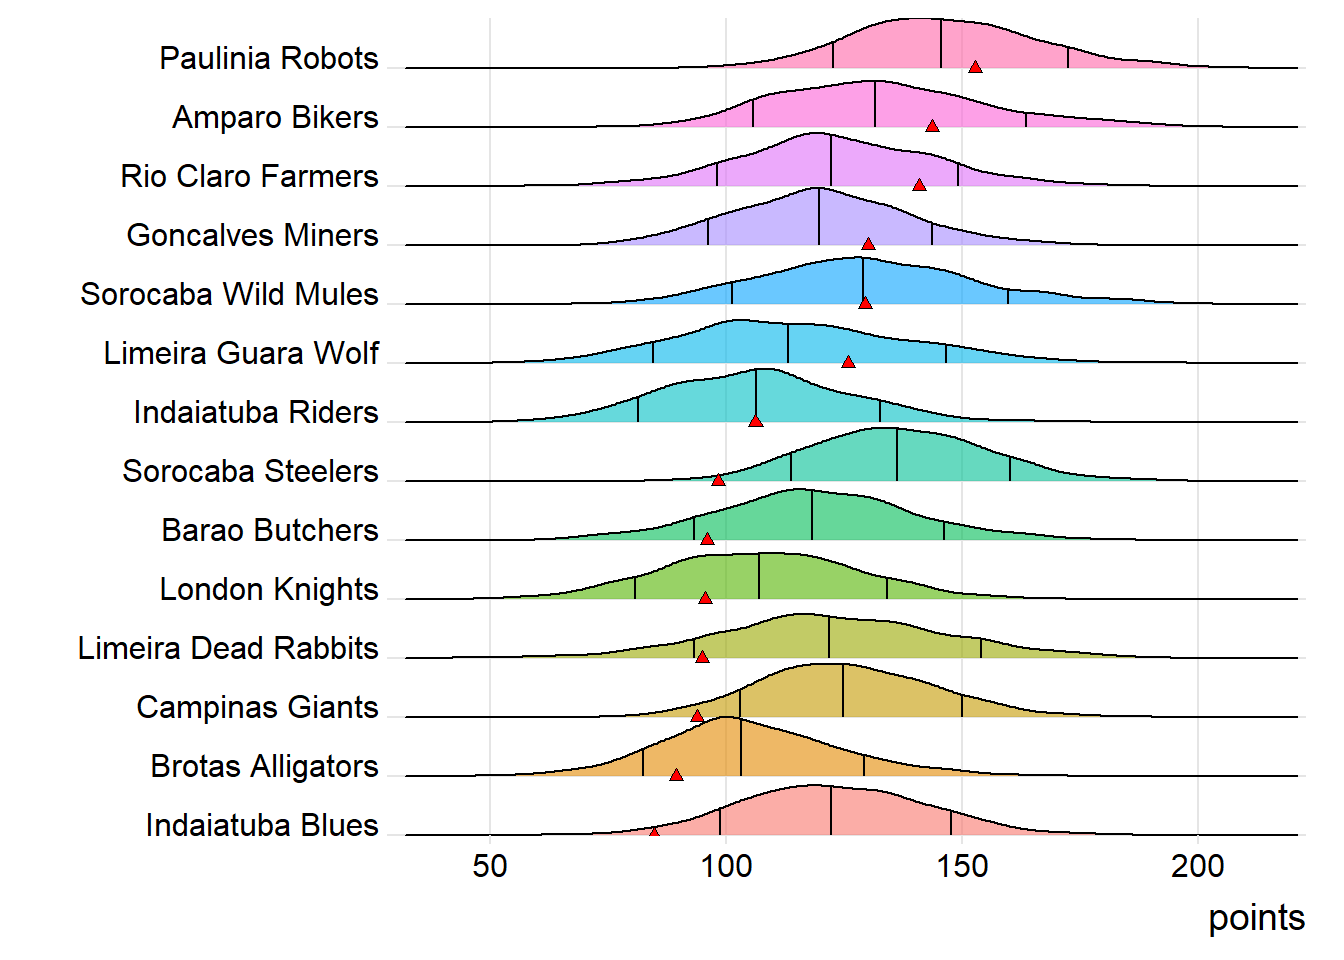 Paulinia Robots
Amparo Bikers
Rio Claro Farmers
Goncalves Miners
Sorocaba Wild Mules
Limeira Guara Wolf
Indaiatuba Riders
Sorocaba Steelers
Barao Butchers
London Knights
Limeira Dead Rabbits
Campinas Giants
Brotas Alligators
Indaiatuba Blues
50 100 150 200
points